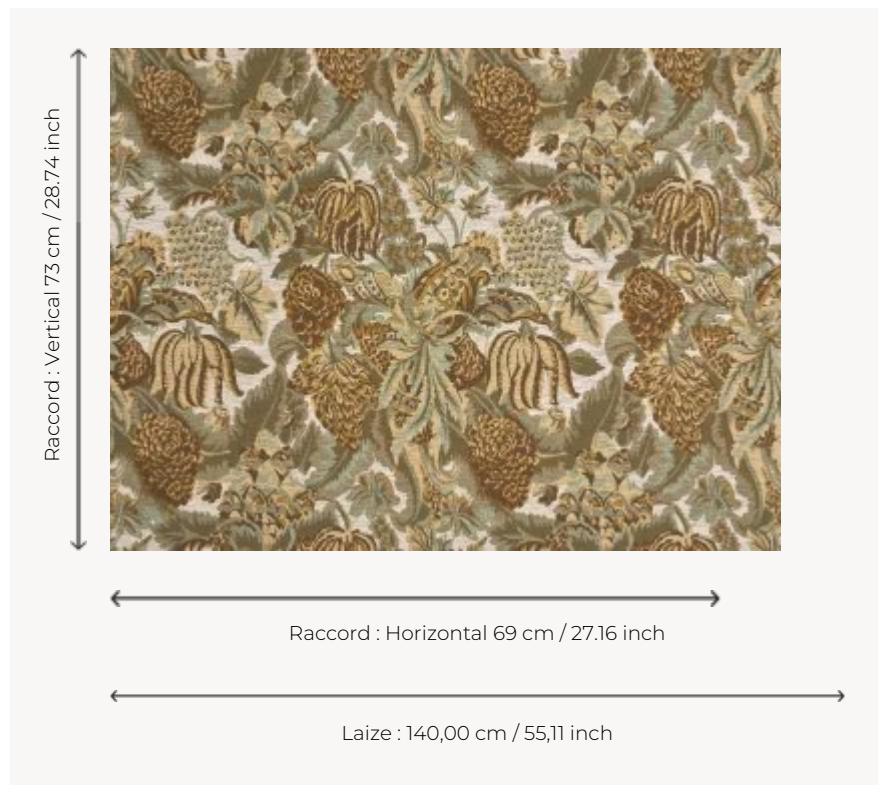 Raccord : Vertical 73 cm / 28.74 inch
Raccord : Horizontal 69 cm / 27.16 inch
Laize : 140,00 cm / 55,11 inch